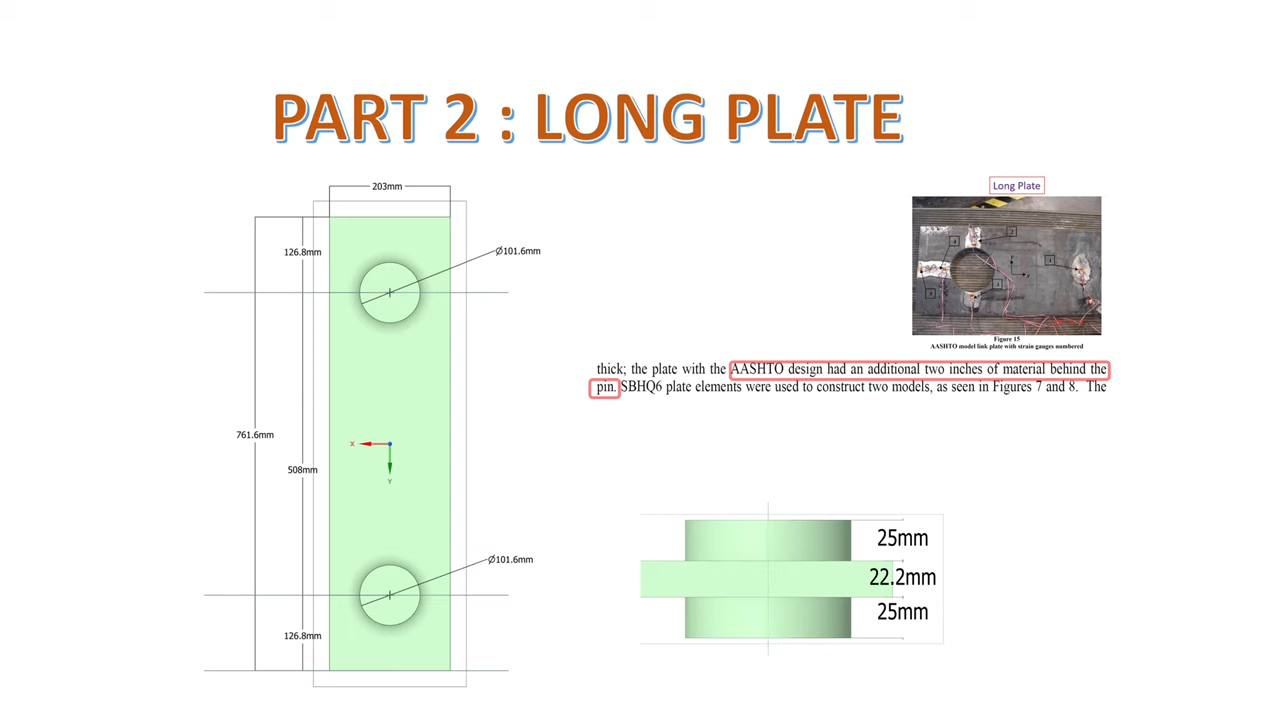 PART 2 : LONG PLATE
203mm
126.8mm
Ø101.6mm
761.6mm
508mm
X
Y
Ø101.6mm
126.8mm
Long Plate
Figure 15
AASHTO model link plate with strain gauges numbered
thick; the plate with the AASHTO design had an additional two inches of material behind the
pin. SBHQ6 plate elements were used to construct two models, as seen in Figures 7 and 8. The
25mm
22.2mm
25mm